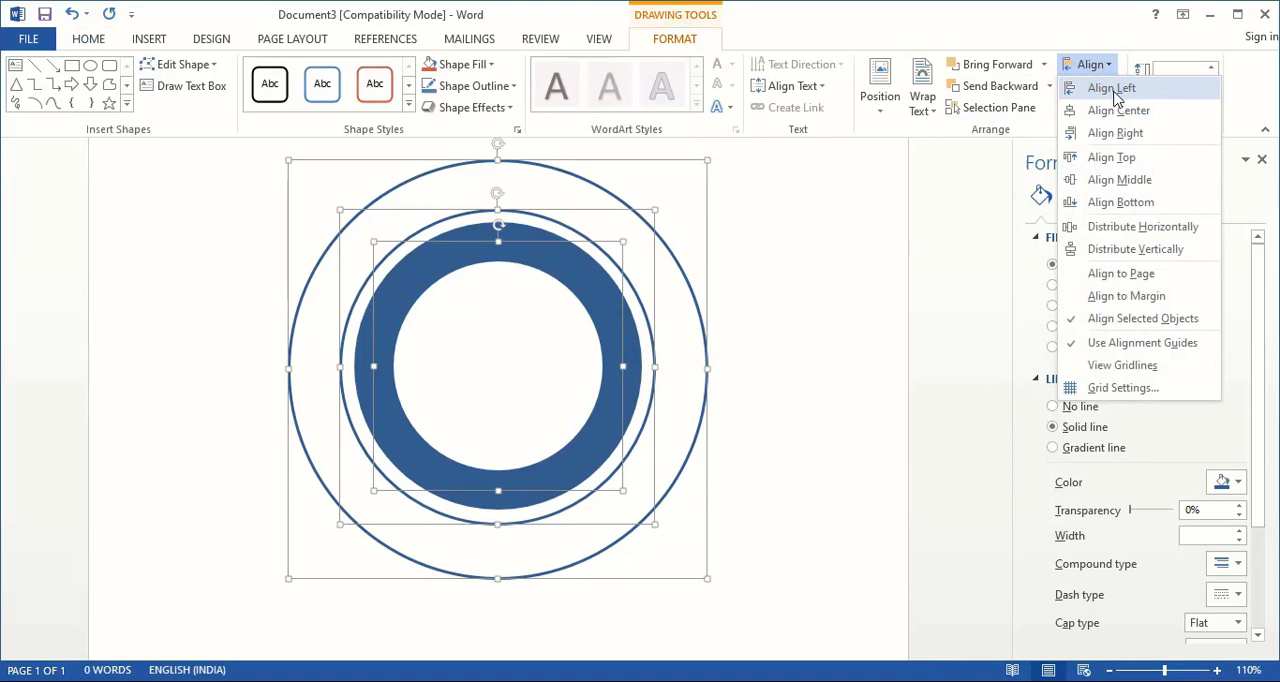 Document3 [Compatibility Mode] - Word
DRAWING TOOLS
?
FILE
HOME
INSERT
DESIGN
PAGE LAYOUT
REFERENCES
MAILINGS
REVIEW
VIEW
FORMAT
Sign in
Edit Shape
Draw Text Box
Insert Shapes
Abc
Abc
Abc
Shape Fill
Shape Outline
Shape Effects
Shape Styles
A
A
A
WordArt Styles
Text Direction
Align Text
Create Link
Text
Position
Wrap
Text
Bring Forward
Send Backward
Selection Pane
Arrange
Align
Align Left
Align Center
Align Right
Align Top
Align Middle
Align Bottom
Distribute Horizontally
Distribute Vertically
Align to Page
Align to Margin
Align Selected Objects
Use Alignment Guides
View Gridlines
Grid Settings...
No line
Solid line
Gradient line
Color
Transparency
0%
Width
Compound type
Dash type
Cap type
Flat
PAGE 1 OF 1
0 WORDS
ENGLISH (INDIA)
110%